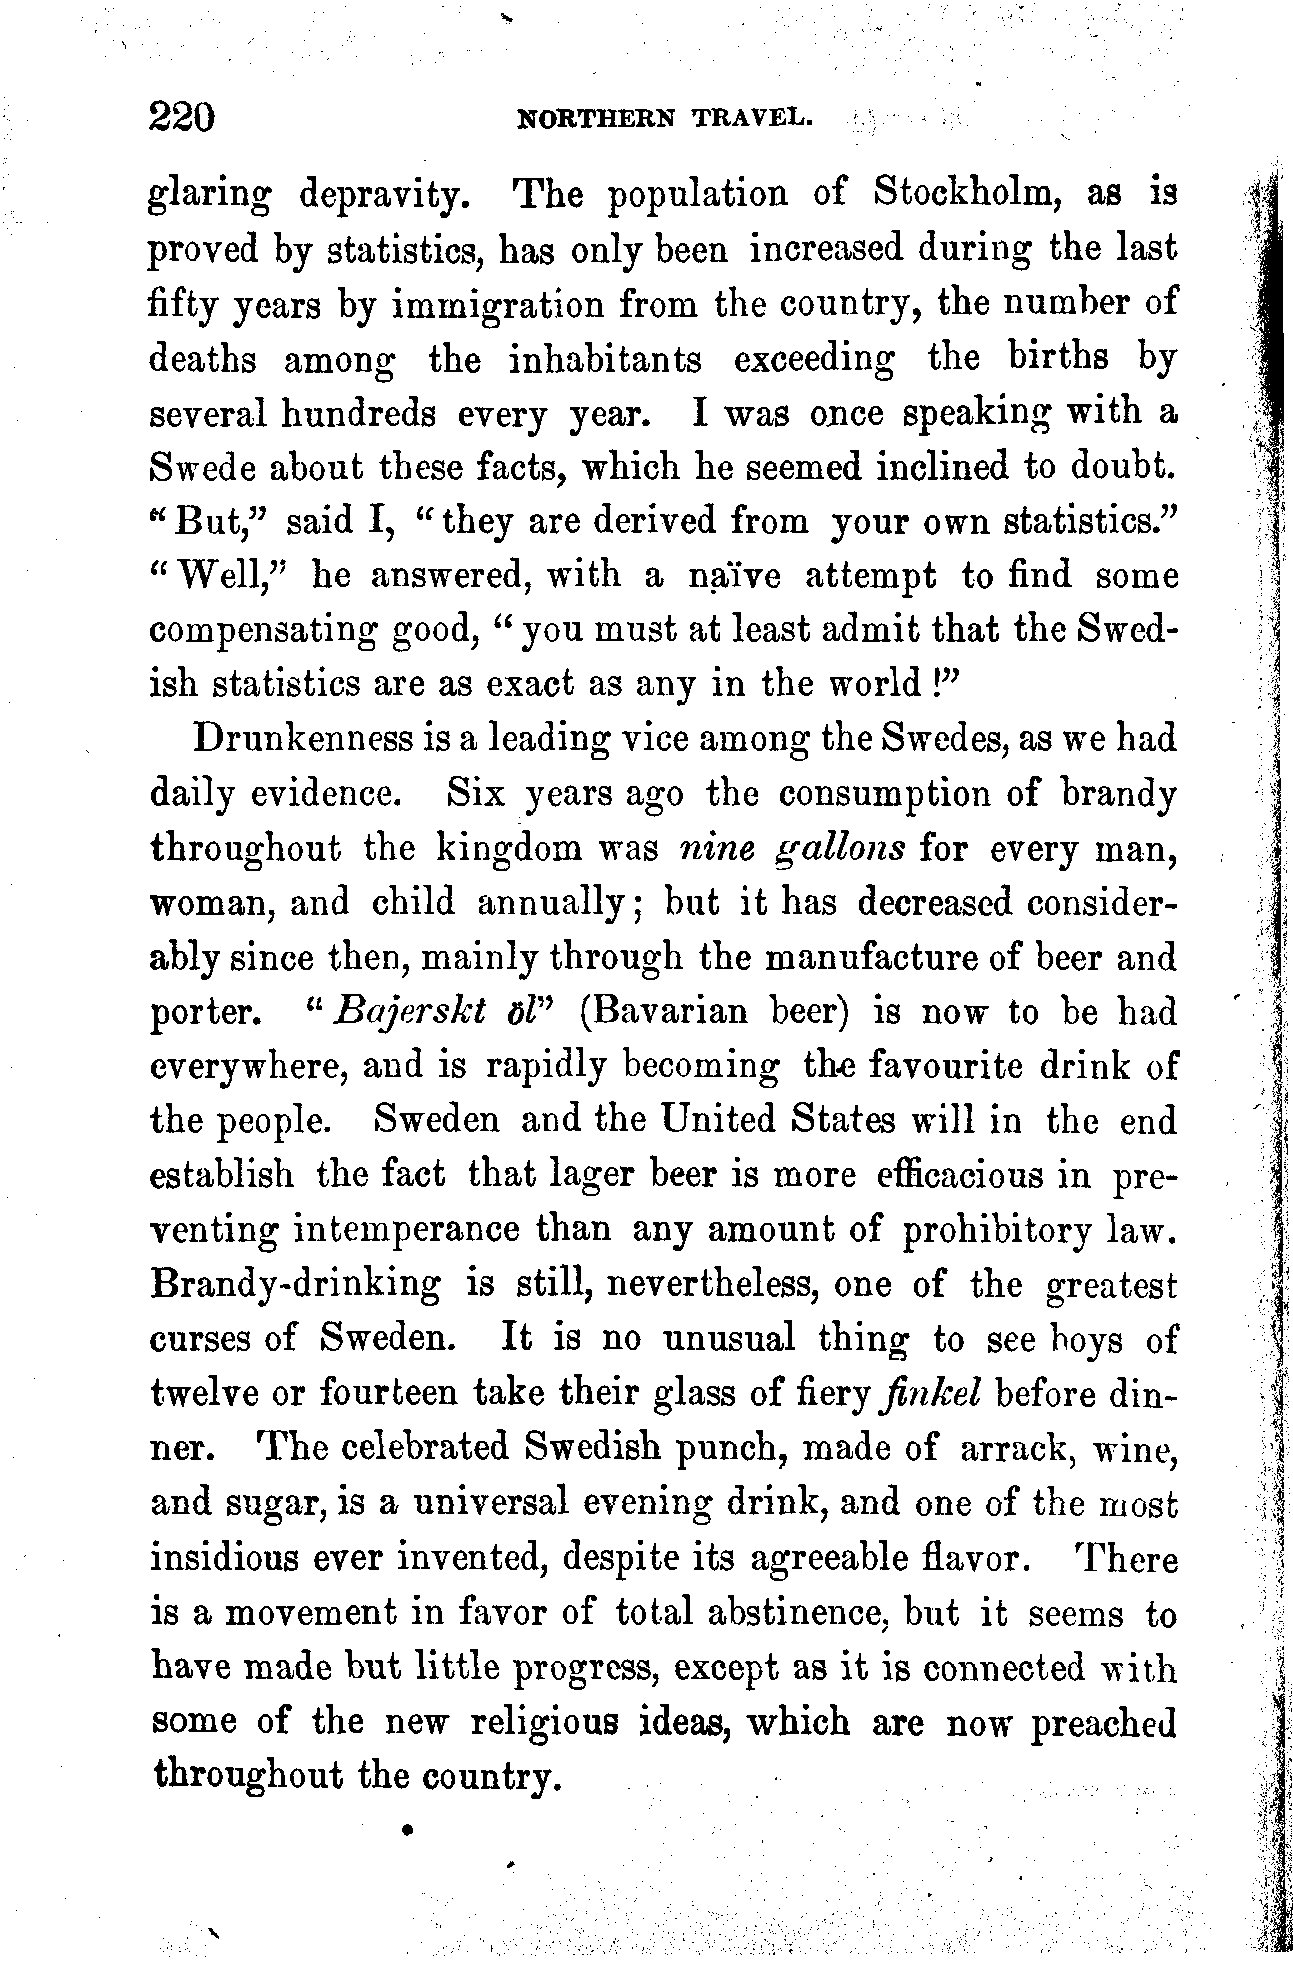 220 NORTHERN TRAVEL.
glaring depravity. The population of Stockholm, as is
proved by statistics, has only been increased during the last
fifty years by immigration from the country, the number of
deaths among the inhabitants exceeding the births by
several hundreds every year. I was once speaking with a
Swede about these facts, which he seemed inclined to doubt.
“But,” said I, “they are derived from your own statistics.”
“Well,” he answered, with a naïve attempt to find some
compensating good, “you must at least admit that the Swed-
ish statistics are as exact as any in the world!”
Drunkenness is a leading vice among the Swedes, as we had
daily evidence. Six years ago the consumption of brandy
throughout the kingdom was nine gallons for every man,
woman, and child annually; but it has decreased consider-
ably since then, mainly through the manufacture of beer and
porter. “Bajerskt öl” (Bavarian beer) is now to be had
everywhere, and is rapidly becoming the favourite drink of
the people. Sweden and the United States will in the end
establish the fact that lager beer is more efficacious in pre-
venting intemperance than any amount of prohibitory law.
Brandy-drinking is still, nevertheless, one of the greatest
curses of Sweden. It is no unusual thing to see boys of
twelve or fourteen take their glass of fiery finkel before din-
ner. The celebrated Swedish punch, made of arrack, wine,
and sugar, is a universal evening drink, and one of the most
insidious ever invented, despite its agreeable flavor. There
is a movement in favor of total abstinence, but it seems to
have made but little progress, except as it is connected with
some of the new religious ideas, which are now preached
throughout the country.